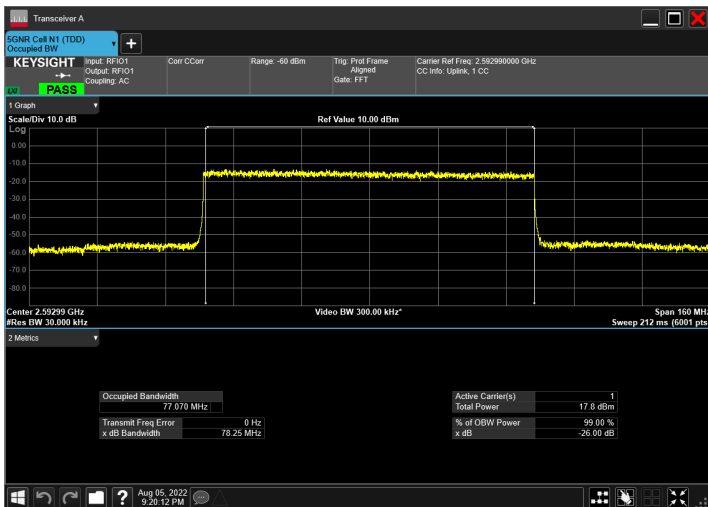 Transceiver A
5GNR Cell N1 (TDD)
Occupied BW
KEYSIGHT
LXI
PASS
Input: RFIO1
Output: RFIO1
Coupling: AC
Corr CCorr
Range: -60 dBm
Trig: Prot Frame
Aligned
Gate: FFT
Carrier Ref Freq: 2.592990000 GHz
CC Info: Uplink, 1 CC
1 Graph
Scale/Div 10.0 dB
Ref Value 10.00 dBm
Log
0.00
-10.0
-20.0
-30.0
-40.0
-50.0
-60.0
-70.0
-80.0
Center 2.59299 GHz
Video BW 300.00 kHz*
Span 160 MHz
#Res BW 30.000 kHz
Sweep 212 ms (6001 pts)
2 Metrics
Occupied Bandwidth
77.070 MHz
Active Carrier(s) 1
Total Power 17.8 dBm
Transmit Freq Error 0 Hz
x dB Bandwidth 78.25 MHz
% of OBW Power 99.00 %
x dB -26.00 dB
?
Aug 05, 2022
9:20:12 PM